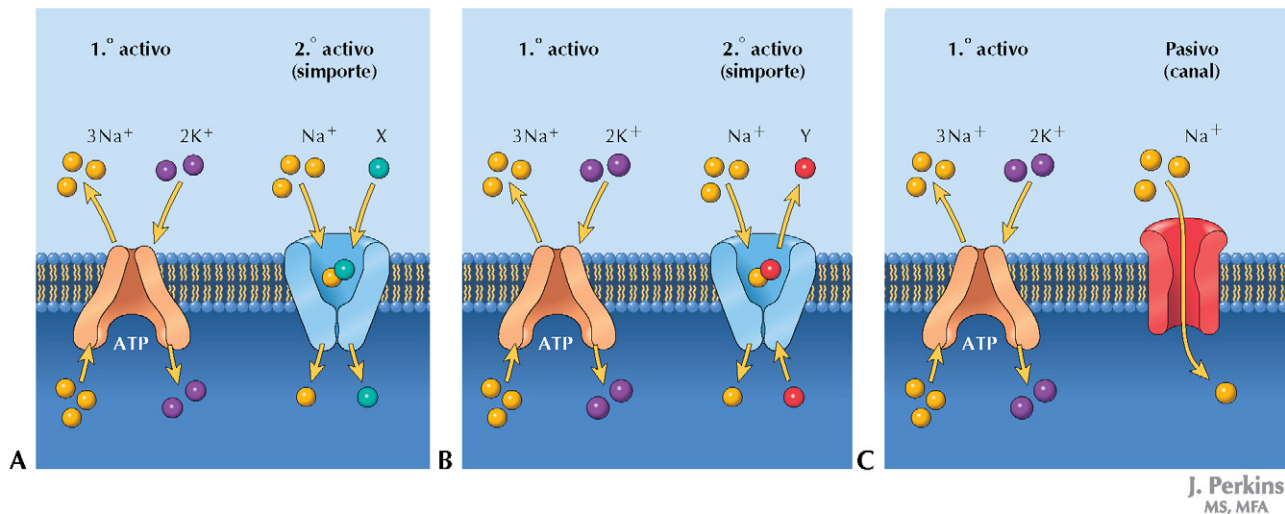 1.° activo
2.° activo
(simporte)
3Na+
2K+
Na+
X
ATP
A
1.° activo
2.° activo
(simporte)
3Na+
2K+
Na+
Y
ATP
B
1.° activo
Pasivo
(canal)
3Na+
2K+
Na+
ATP
C
J. Perkins
MS, MFA